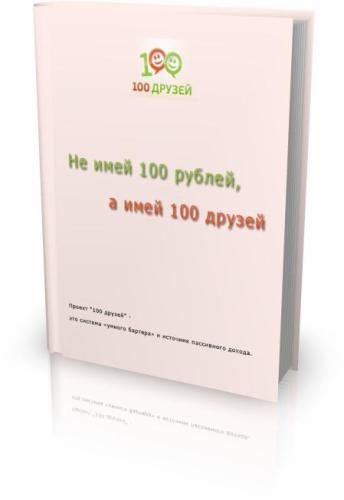 100
100 ДРУЗЕЙ
Не имей 100 рублей,
а имей 100 друзей
Проект "100 друзей" -
это система «умного бартера» и источник пассивного дохода.